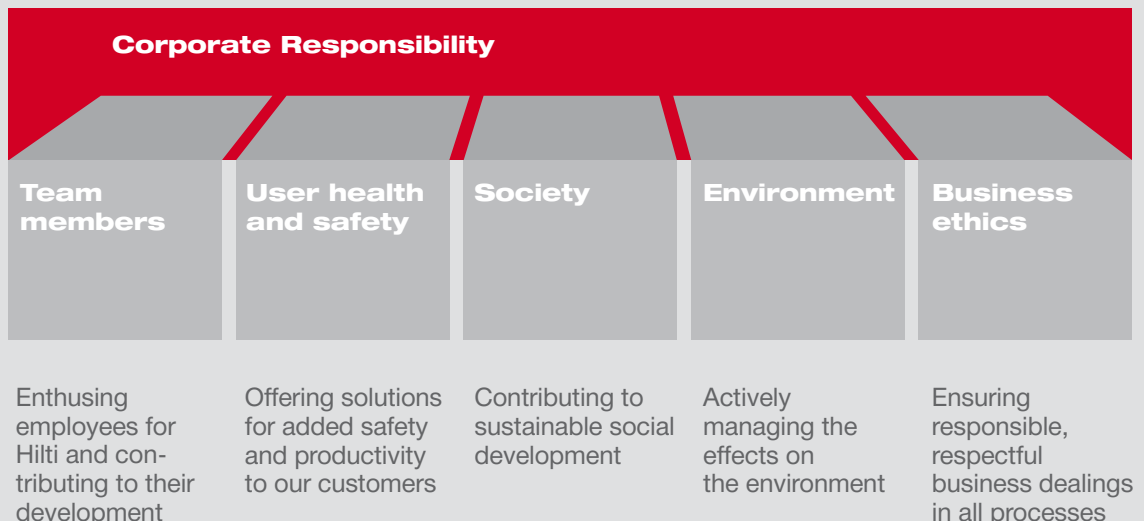 Corporate Responsibility
Team
members
User health
and safety
Society
Environment
Business
ethics
Enthusing
employees for
Hilti and con-
tributing to their
development
Offering solutions
for added safety
and productivity
to our customers
Contributing to
sustainable social
development
Actively
managing the
effects on
the environment
Ensuring
responsible,
respectful
business dealings
in all processes